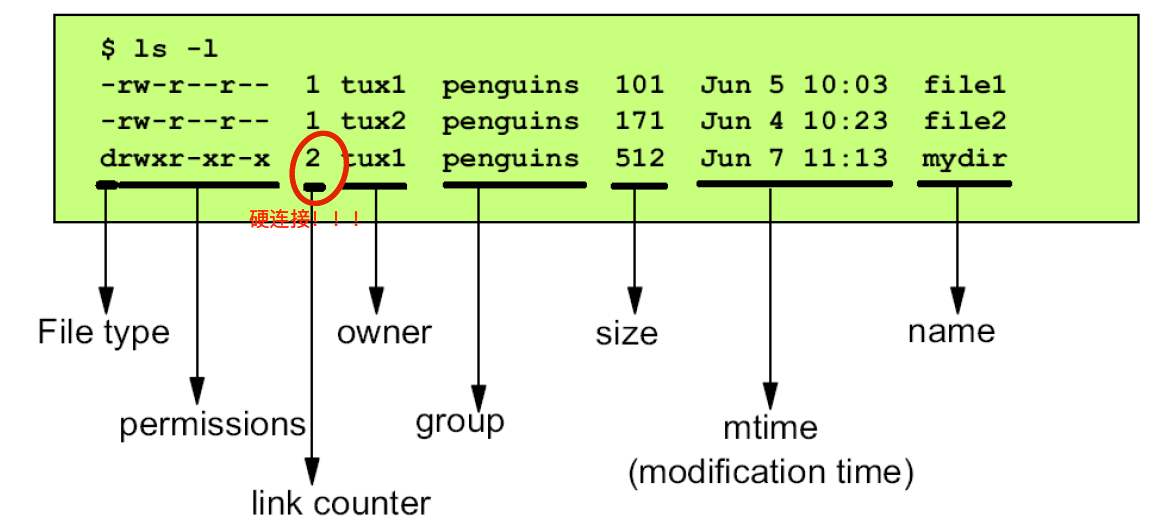 $ ls -l
-rw-r--r-- 1 tux1 penguins 101 Jun 5 10:03 file1
-rw-r--r-- 1 tux2 penguins 171 Jun 4 10:23 file2
drwxr-xr-x 2 tux1 penguins 512 Jun 7 11:13 mydir
硬连接！！！
File type owner size name
permissions group mtime
(modification time)
link counter